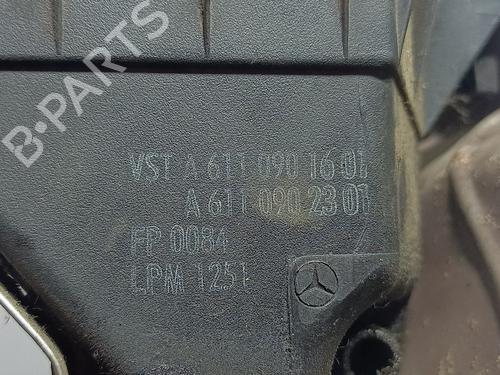 B-PARTS
VST A 611 090 16 01
A 611 090 23 01
FP 0084
LPM 1251